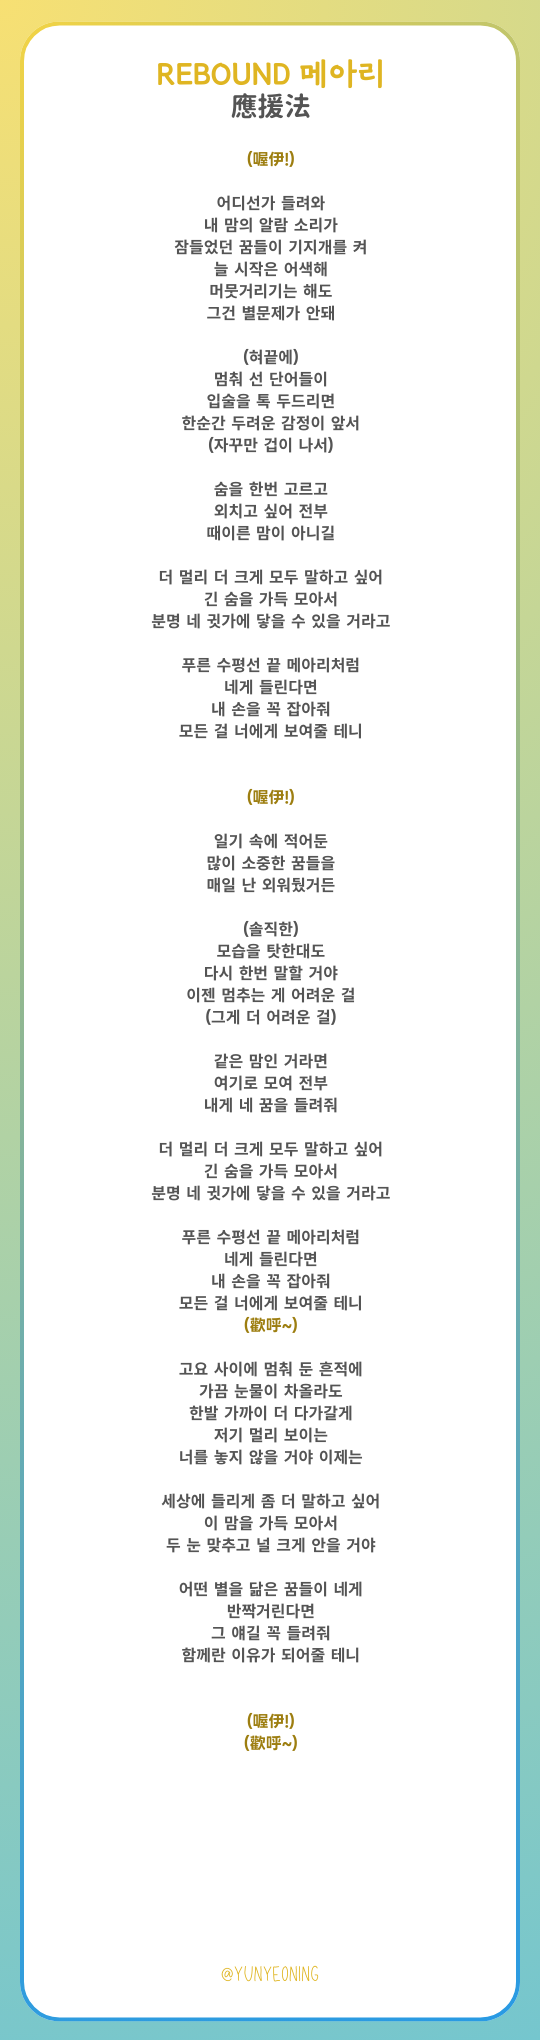 REBOUND 메아리
應援法
(喔伊!)
어디선가 들려와
내 맘의 알람 소리가
잠들었던 꿈들이 기지개를 켜
늘 시작은 어색해
머뭇거리기는 해도
그건 별문제가 안돼
(혀끝에)
멈춰 선 단어들이
입술을 톡 두드리면
한순간 두려운 감정이 앞서
(자꾸만 겁이 나서)
숨을 한번 고르고
외치고 싶어 전부
때이른 맘이 아니길
더 멀리 더 크게 모두 말하고 싶어
긴 숨을 가득 모아서
분명 네 귓가에 닿을 수 있을 거라고
푸른 수평선 끝 메아리처럼
네게 들린다면
내 손을 꼭 잡아줘
모든 걸 너에게 보여줄 테니
(喔伊!)
일기 속에 적어둔
많이 소중한 꿈들을
매일 난 외워뒀거든
(솔직한)
모습을 탓한대도
다시 한번 말할 거야
이젠 멈추는 게 어려운 걸
(그게 더 어려운 걸)
같은 맘인 거라면
여기로 모여 전부
내게 네 꿈을 들려줘
더 멀리 더 크게 모두 말하고 싶어
긴 숨을 가득 모아서
분명 네 귓가에 닿을 수 있을 거라고
푸른 수평선 끝 메아리처럼
네게 들린다면
내 손을 꼭 잡아줘
모든 걸 너에게 보여줄 테니
(歡呼~)
고요 사이에 멈춰 둔 흔적에
가끔 눈물이 차올라도
한발 가까이 더 다가갈게
저기 멀리 보이는
너를 놓지 않을 거야 이제는
세상에 들리게 좀 더 말하고 싶어
이 맘을 가득 모아서
두 눈 맞추고 널 크게 안을 거야
어떤 별을 닮은 꿈들이 네게
반짝거린다면
그 얘길 꼭 들려줘
함께란 이유가 되어줄 테니
(喔伊!)
(歡呼~)
@YUNYEONING